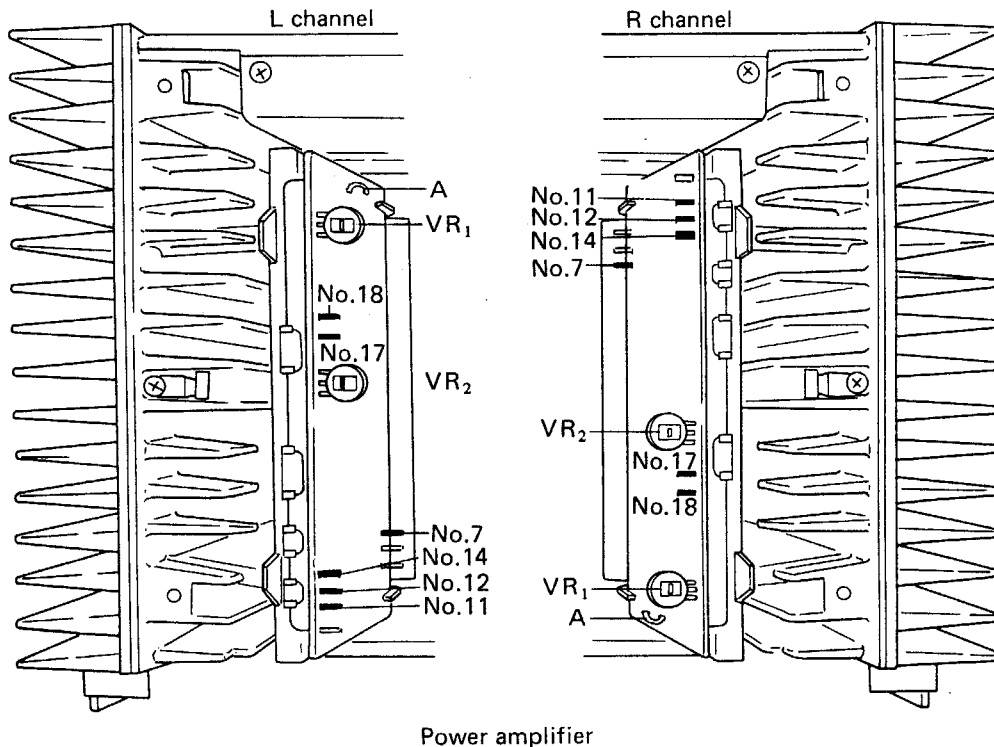 L channel
R channel
A
VR₁
No.18
No.17
VR₂
No.7
No.14
No.12
No.11
No.11
No.12
No.14
No.7
VR₂
No.17
No.18
VR₁
A
Power amplifier